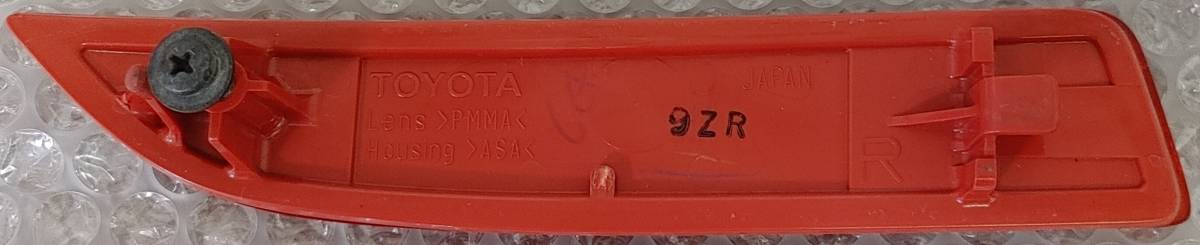 TOYOTA
JAPAN
Lens >PMMA<
9ZR
Housing >ASA<
R